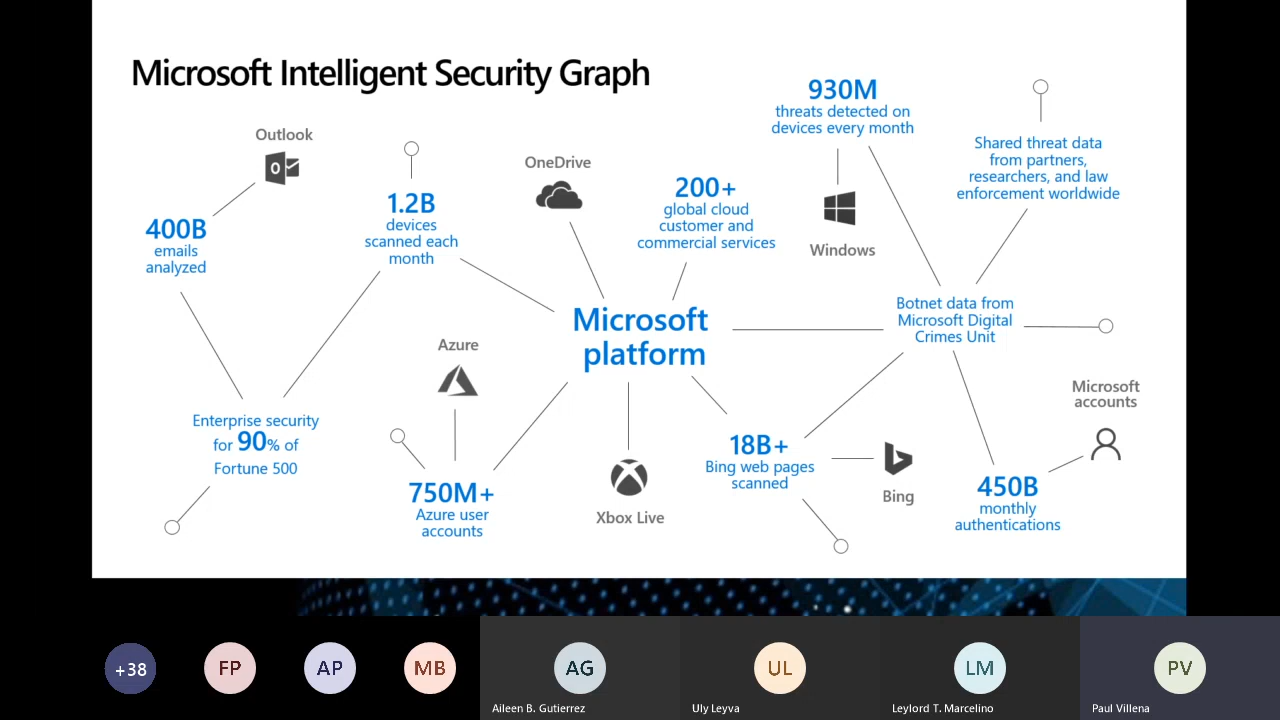 Microsoft Intelligent Security Graph
Outlook
400B
emails
analyzed
1.2B
devices
scanned each
month
OneDrive
200+
global cloud
customer and
commercial services
930M
threats detected on
devices every month
Windows
Shared threat data
from partners,
researchers, and law
enforcement worldwide
Microsoft
platform
Botnet data from
Microsoft Digital
Crimes Unit
Azure
Enterprise security
for 90% of
Fortune 500
750M+
Azure user
accounts
Xbox Live
18B+
Bing web pages
scanned
Bing
Microsoft
accounts
450B
monthly
authentications
+38
FP
AP
MB
AG
UL
LM
PV
Aileen B. Gutierrez
Uly Leyva
Leylord T. Marcelino
Paul Villena